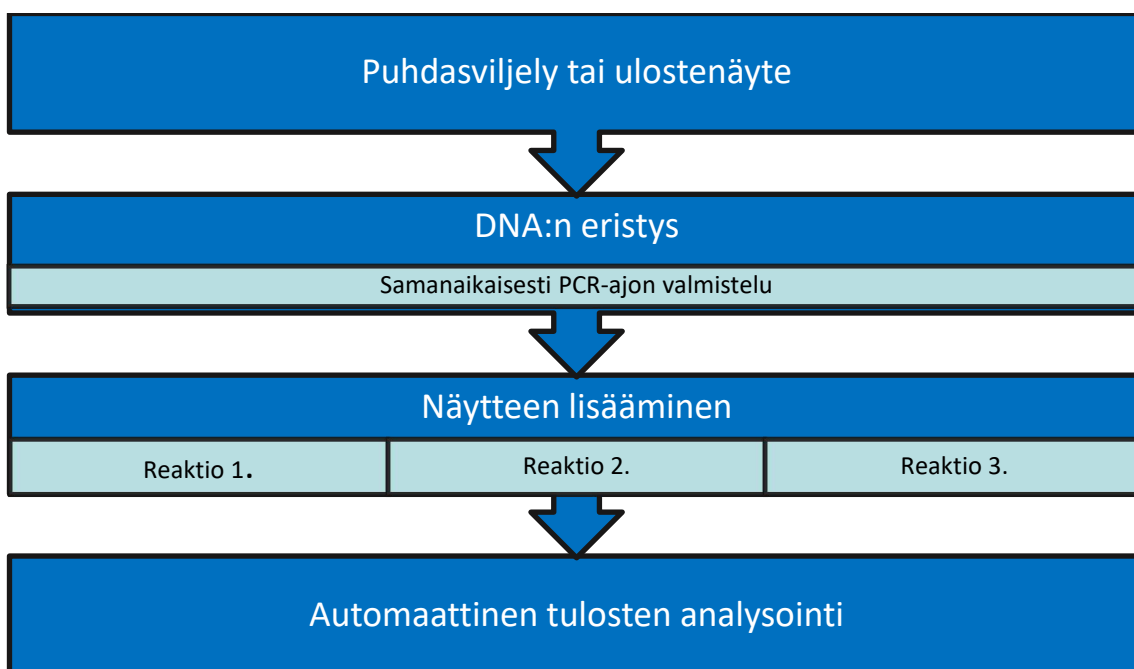 Puhdasviljely tai ulostenäyte
DNA:n eristys
Samanaikaisesti PCR-ajon valmistelu
Näytteen lisääminen
Reaktio 1.
Reaktio 2.
Reaktio 3.
Automaattinen tulosten analysointi